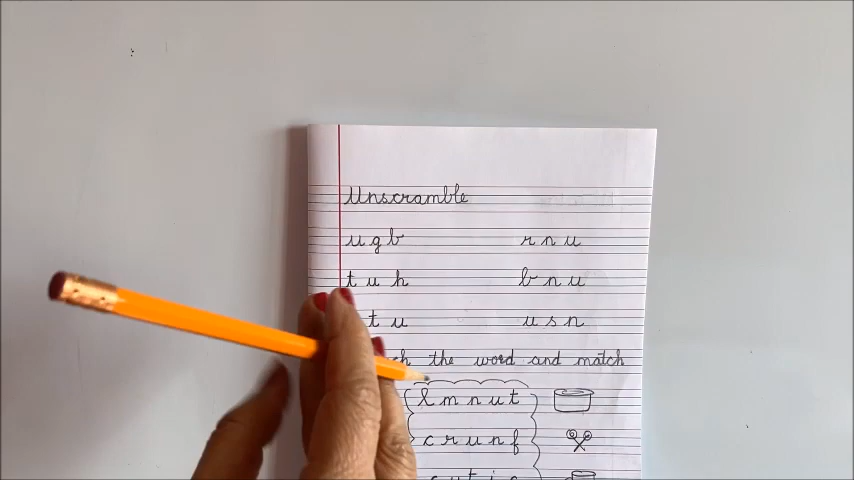 Unscramble
u g b r n u
t u h b n u
t u u s n
the word and match
l m n u t
c r u n f